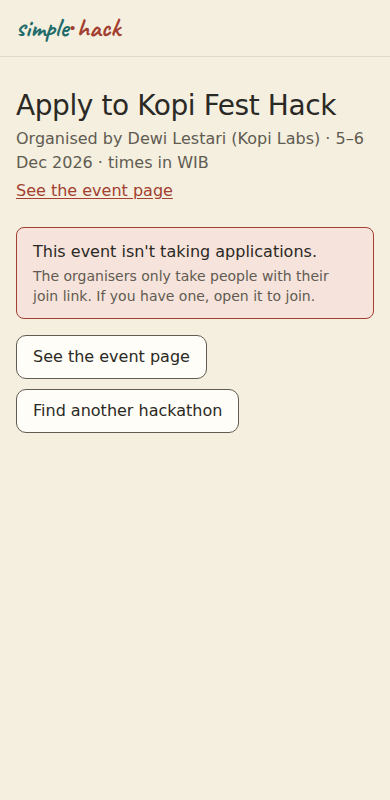 simple·hack
Apply to Kopi Fest Hack
Organised by Dewi Lestari (Kopi Labs) · 5–6
Dec 2026 · times in WIB
See the event page
This event isn't taking applications.
The organisers only take people with their
join link. If you have one, open it to join.
See the event page
Find another hackathon